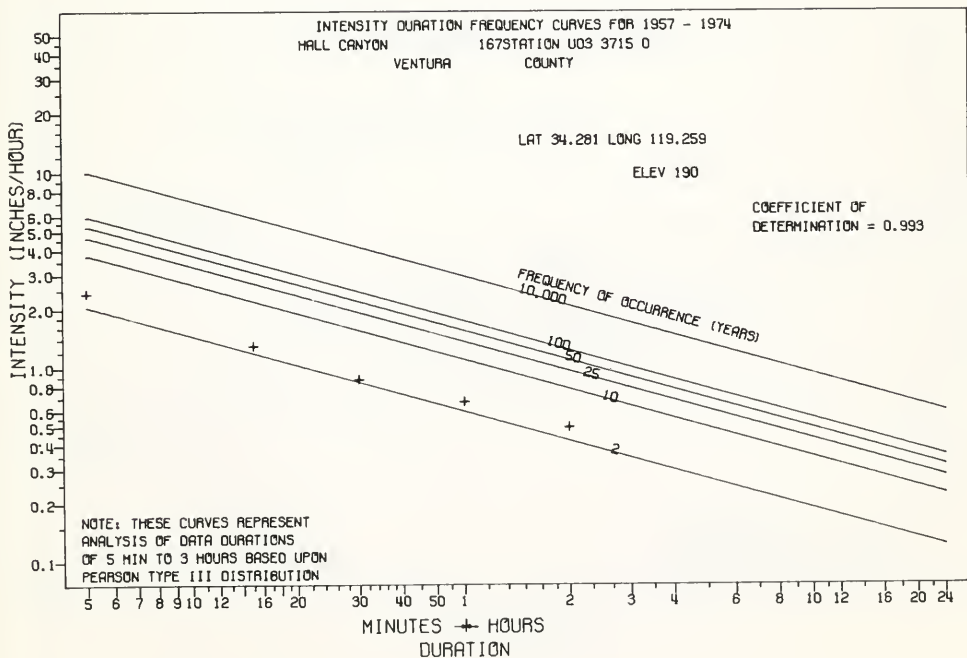 INTENSITY DURATION FREQUENCY CURVES FOR 1957 - 1974
HALL CANYON 167STATION U03 3715 0
VENTURA COUNTY
LAT 34.281 LONG 119.259
ELEV 190
COEFFICIENT OF
DETERMINATION = 0.993
INTENSITY (INCHES/HOUR)
50
40
30
20
10
8.0
6.0
5.0
4.0
3.0
2.0
1.0
0.8
0.6
0.5
0.4
0.3
0.2
0.1
FREQUENCY OF OCCURRENCE (YEARS)
10,000
100
50
25
10
2
NOTE: THESE CURVES REPRESENT
ANALYSIS OF DATA DURATIONS
OF 5 MIN TO 3 HOURS BASED UPON
PEARSON TYPE III DISTRIBUTION
5 6 7 8 9 10 12 16 20 30 40 50 1 2 3 4 5 6 8 10 12 16 20 24
MINUTES + HOURS
DURATION